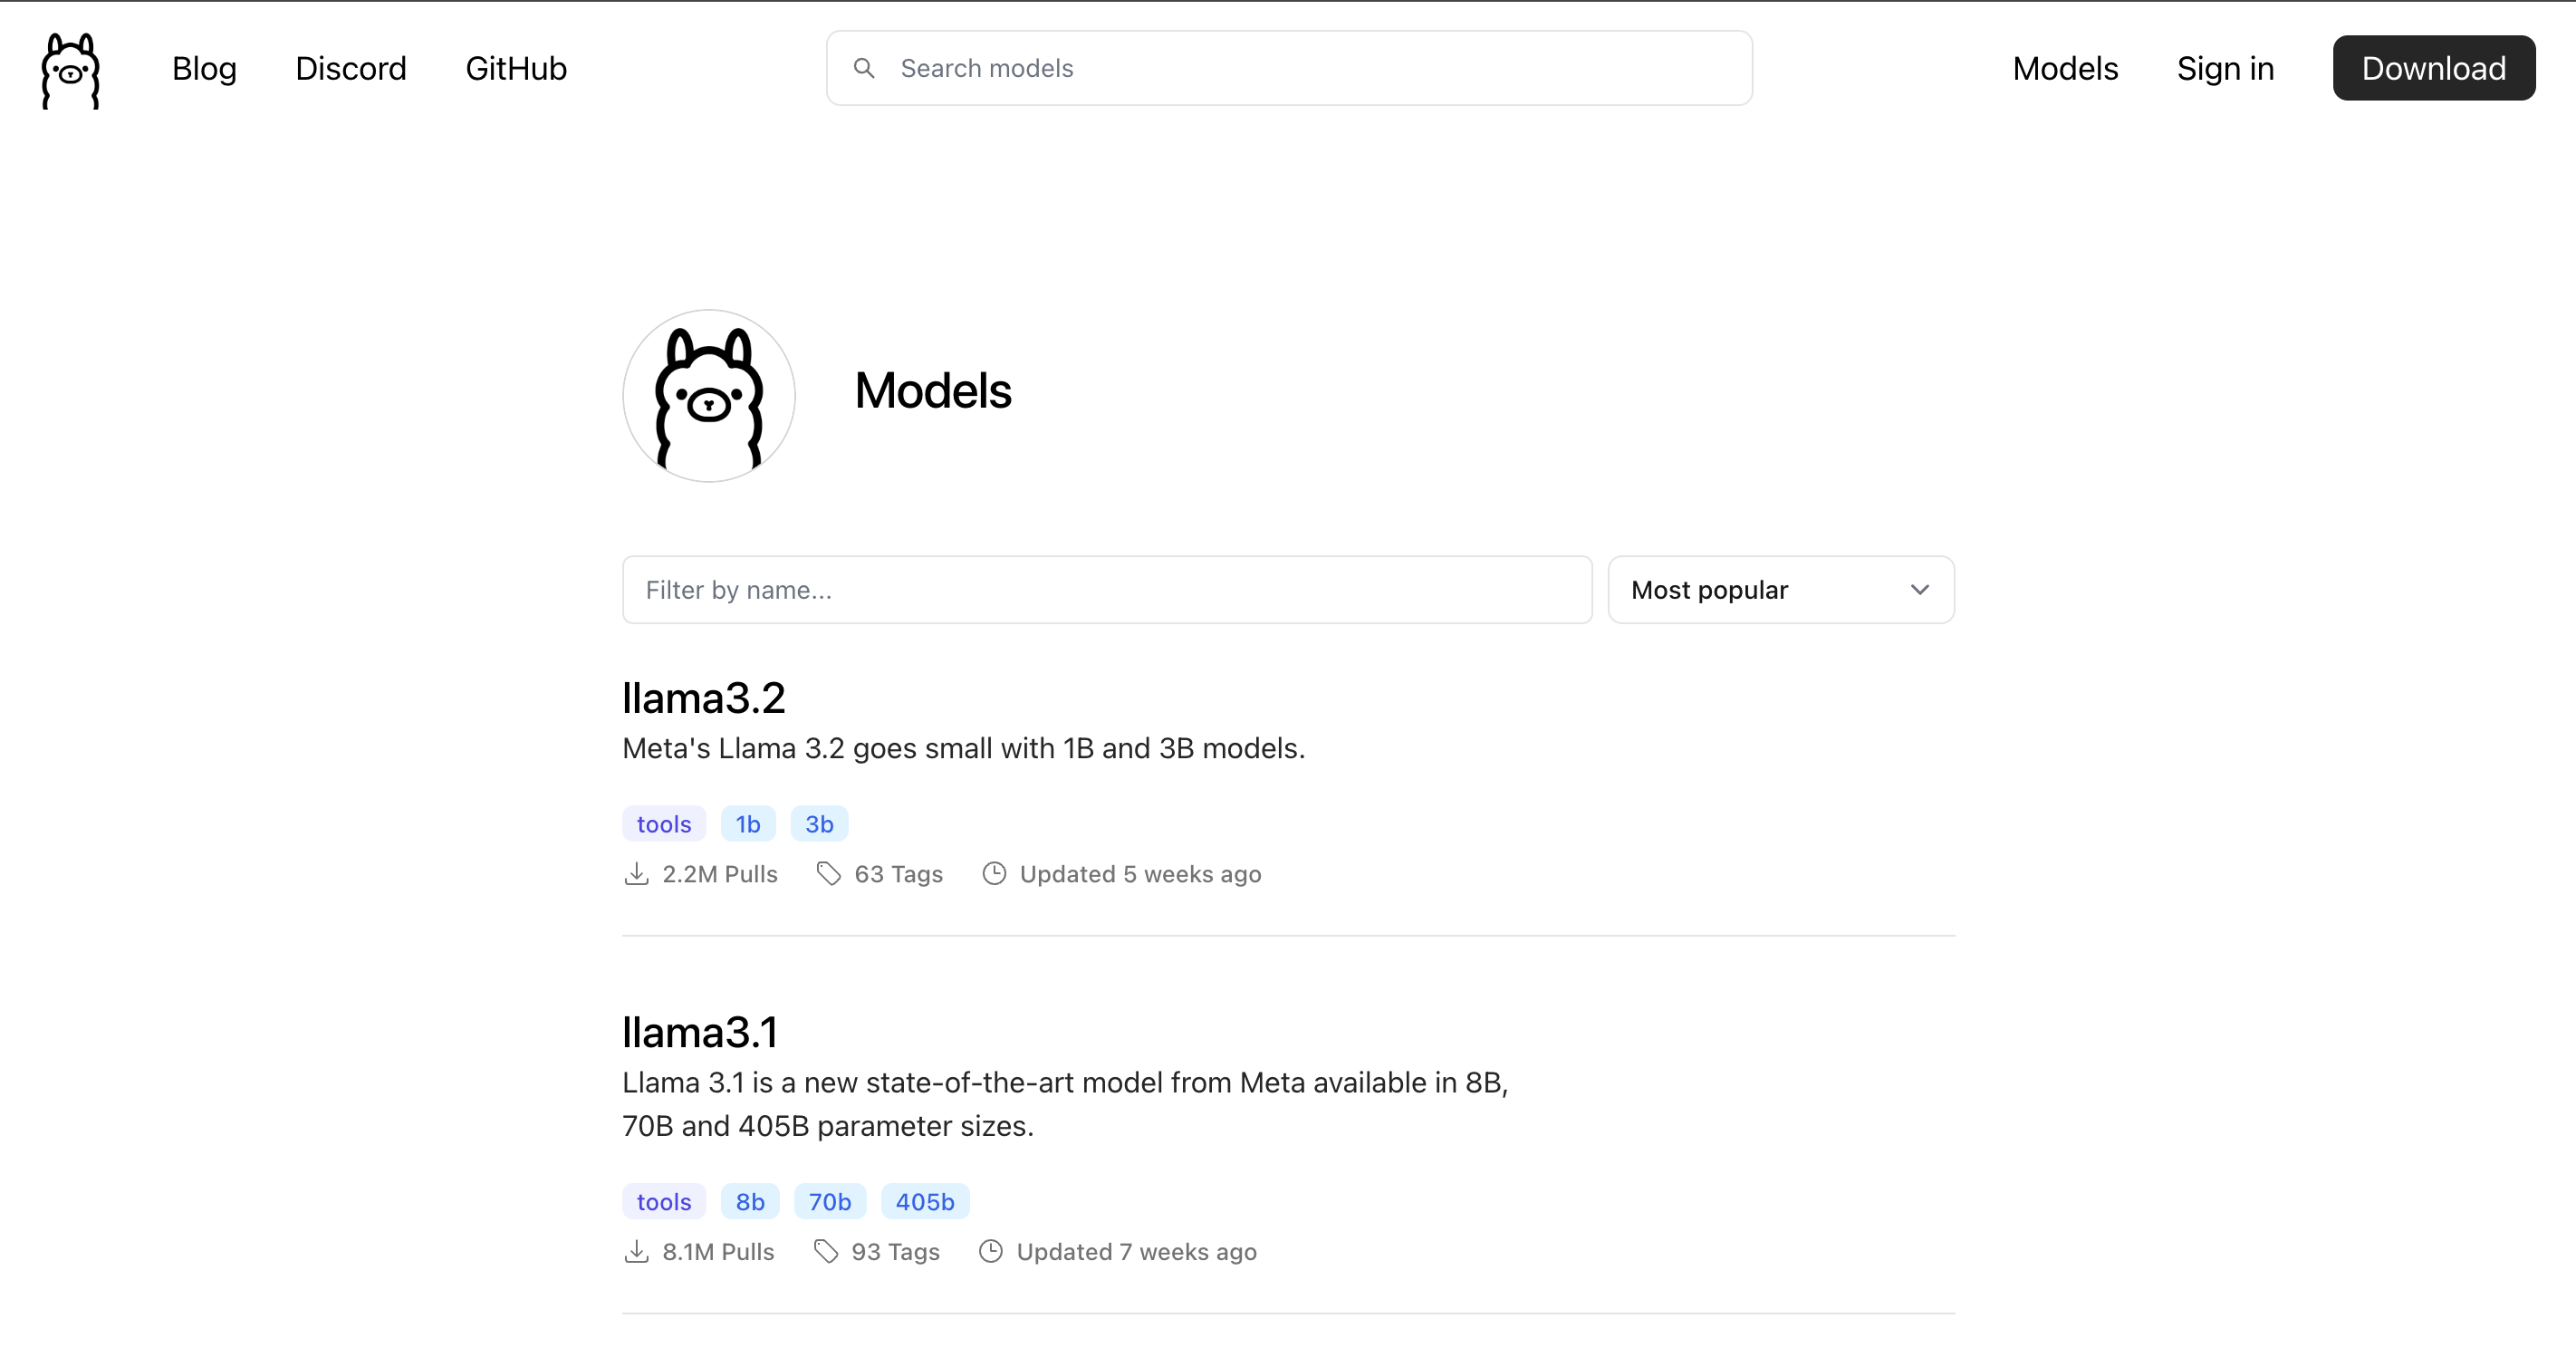 Blog Discord GitHub Search models Models Sign in Download
Models
Filter by name... Most popular
llama3.2
Meta's Llama 3.2 goes small with 1B and 3B models.
tools 1b 3b
2.2M Pulls 63 Tags Updated 5 weeks ago
llama3.1
Llama 3.1 is a new state-of-the-art model from Meta available in 8B,
70B and 405B parameter sizes.
tools 8b 70b 405b
8.1M Pulls 93 Tags Updated 7 weeks ago